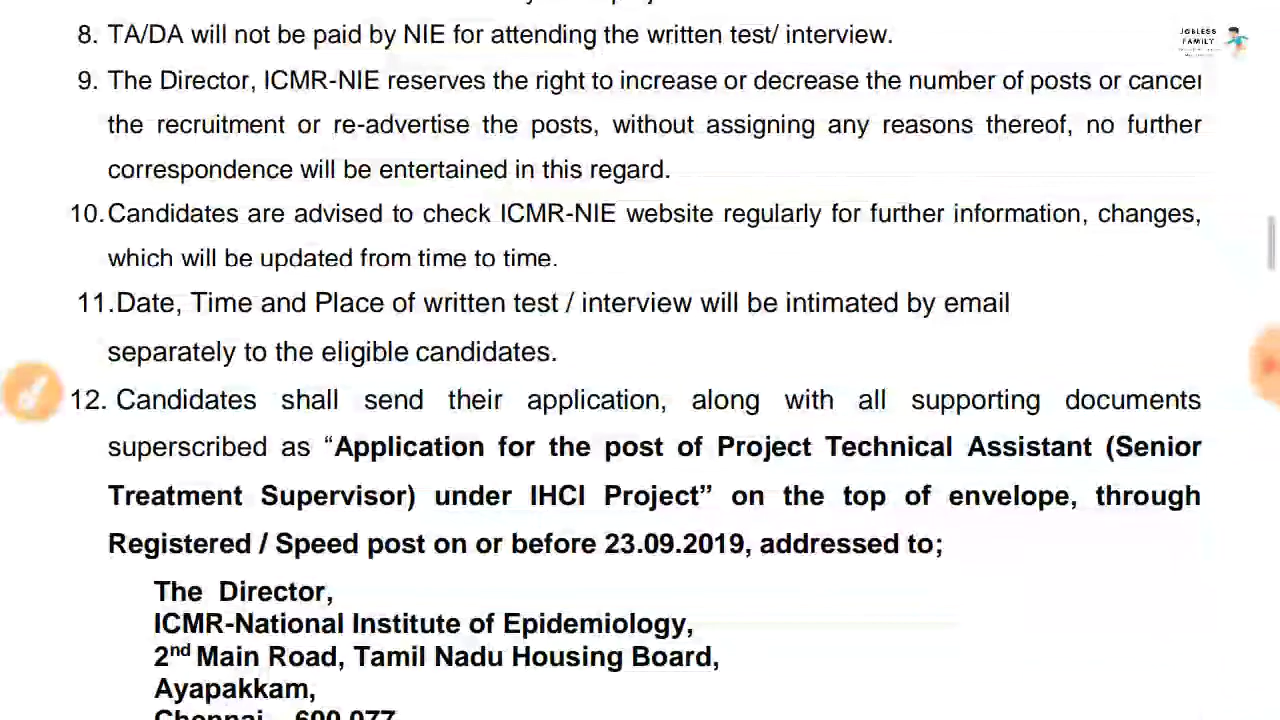 8. TA/DA will not be paid by NIE for attending the written test/ interview.
JOBLESS
FAMILY
9. The Director, ICMR-NIE reserves the right to increase or decrease the number of posts or cancel
the recruitment or re-advertise the posts, without assigning any reasons thereof, no further
correspondence will be entertained in this regard.
10. Candidates are advised to check ICMR-NIE website regularly for further information, changes,
which will be updated from time to time.
11. Date, Time and Place of written test / interview will be intimated by email
separately to the eligible candidates.
12. Candidates shall send their application, along with all supporting documents
superscribed as “Application for the post of Project Technical Assistant (Senior
Treatment Supervisor) under IHCI Project” on the top of envelope, through
Registered / Speed post on or before 23.09.2019, addressed to;
The Director,
ICMR-National Institute of Epidemiology,
2nd Main Road, Tamil Nadu Housing Board,
Ayapakkam,
Chennai – 600 077